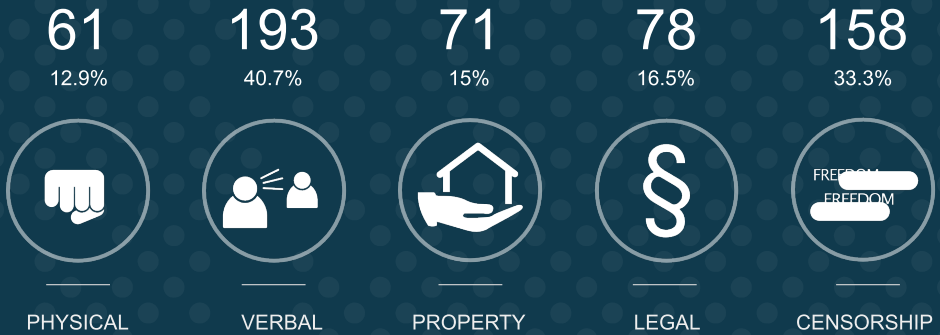 61 193 71 78 158
12.9% 40.7% 15% 16.5% 33.3%
§
FREEDOM
FREEDOM
PHYSICAL VERBAL PROPERTY LEGAL CENSORSHIP